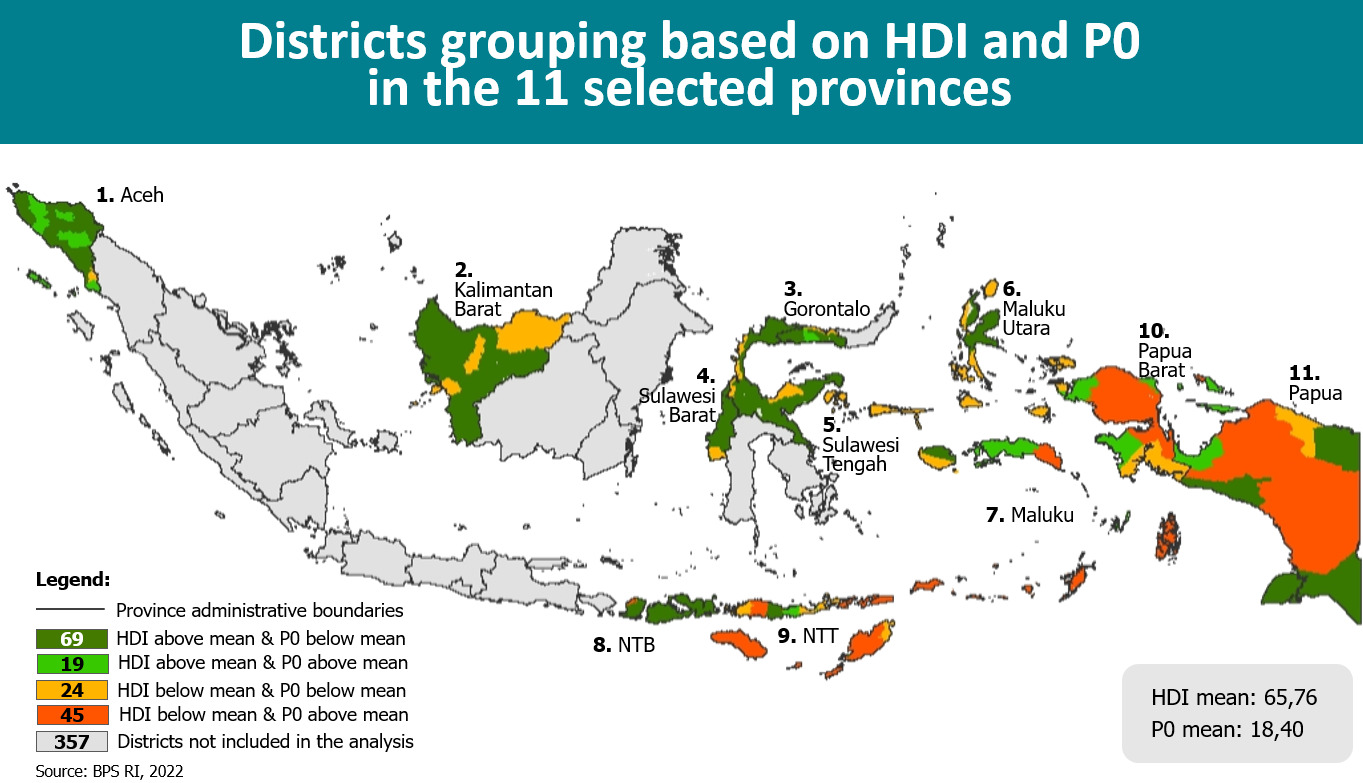 Districts grouping based on HDI and P0
in the 11 selected provinces
1. Aceh
2.
Kalimantan
Barat
3.
Gorontalo
4.
Sulawesi
Barat
5.
Sulawesi
Tengah
6.
Maluku
Utara
7. Maluku
8. NTB
9. NTT
10.
Papua
Barat
11.
Papua
Legend:
Province administrative boundaries
69 HDI above mean & P0 below mean
19 HDI above mean & P0 above mean
24 HDI below mean & P0 below mean
45 HDI below mean & P0 above mean
357 Districts not included in the analysis
Source: BPS RI, 2022
HDI mean: 65,76
P0 mean: 18,40